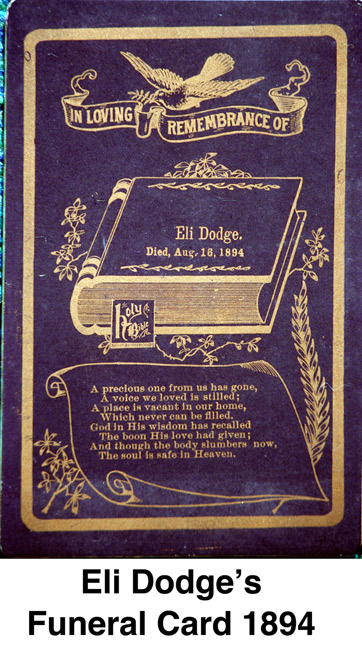 IN LOVING REMEMBRANCE OF
Eli Dodge.
Died, Aug. 16, 1894
Holy
Bible
A precious one from us has gone,
A voice we loved is stilled;
A place is vacant in our home,
Which never can be filled.
God in His wisdom has recalled
The boon His love had given;
And though the body slumbers now,
The soul is safe in Heaven.
Eli Dodge's
Funeral Card 1894